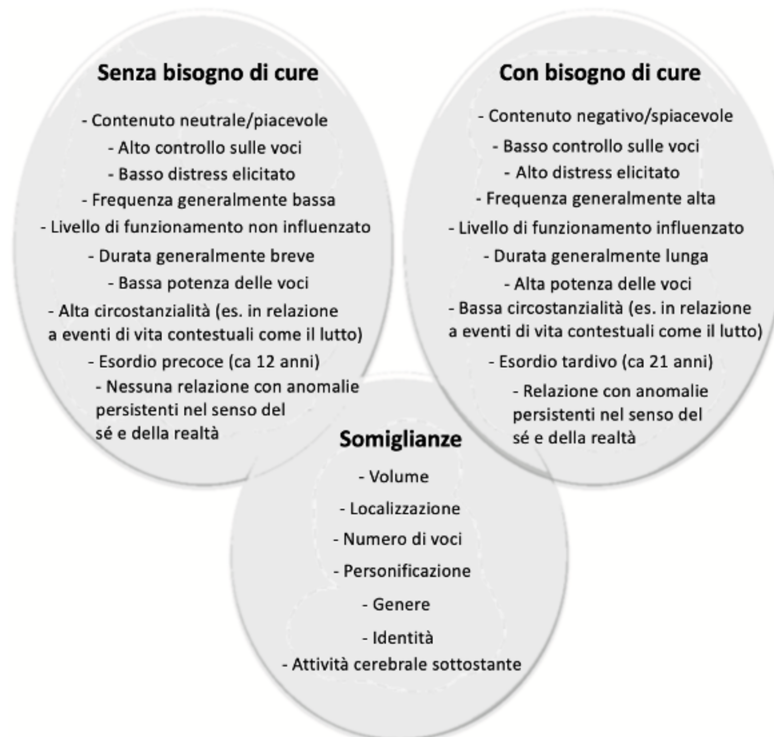 Senza bisogno di cure
- Contenuto neutrale/piacevole
- Alto controllo sulle voci
- Basso distress elicitato
- Frequenza generalmente bassa
- Livello di funzionamento non influenzato
- Durata generalmente breve
- Bassa potenza delle voci
- Alta circostanzialità (es. in relazione
a eventi di vita contestuali come il lutto)
- Esordio precoce (ca 12 anni)
- Nessuna relazione con anomalie
persistenti nel senso del
sé e della realtà
Con bisogno di cure
- Contenuto negativo/spiacevole
- Basso controllo sulle voci
- Alto distress elicitato
- Frequenza generalmente alta
- Livello di funzionamento influenzato
- Durata generalmente lunga
- Alta potenza delle voci
- Bassa circostanzialità (es. in relazione
a eventi di vita contestuali come il lutto)
- Esordio tardivo (ca 21 anni)
- Relazione con anomalie
persistenti nel senso del
sé e della realtà
Somiglianze
- Volume
- Localizzazione
- Numero di voci
- Personificazione
- Genere
- Identità
- Attività cerebrale sottostante